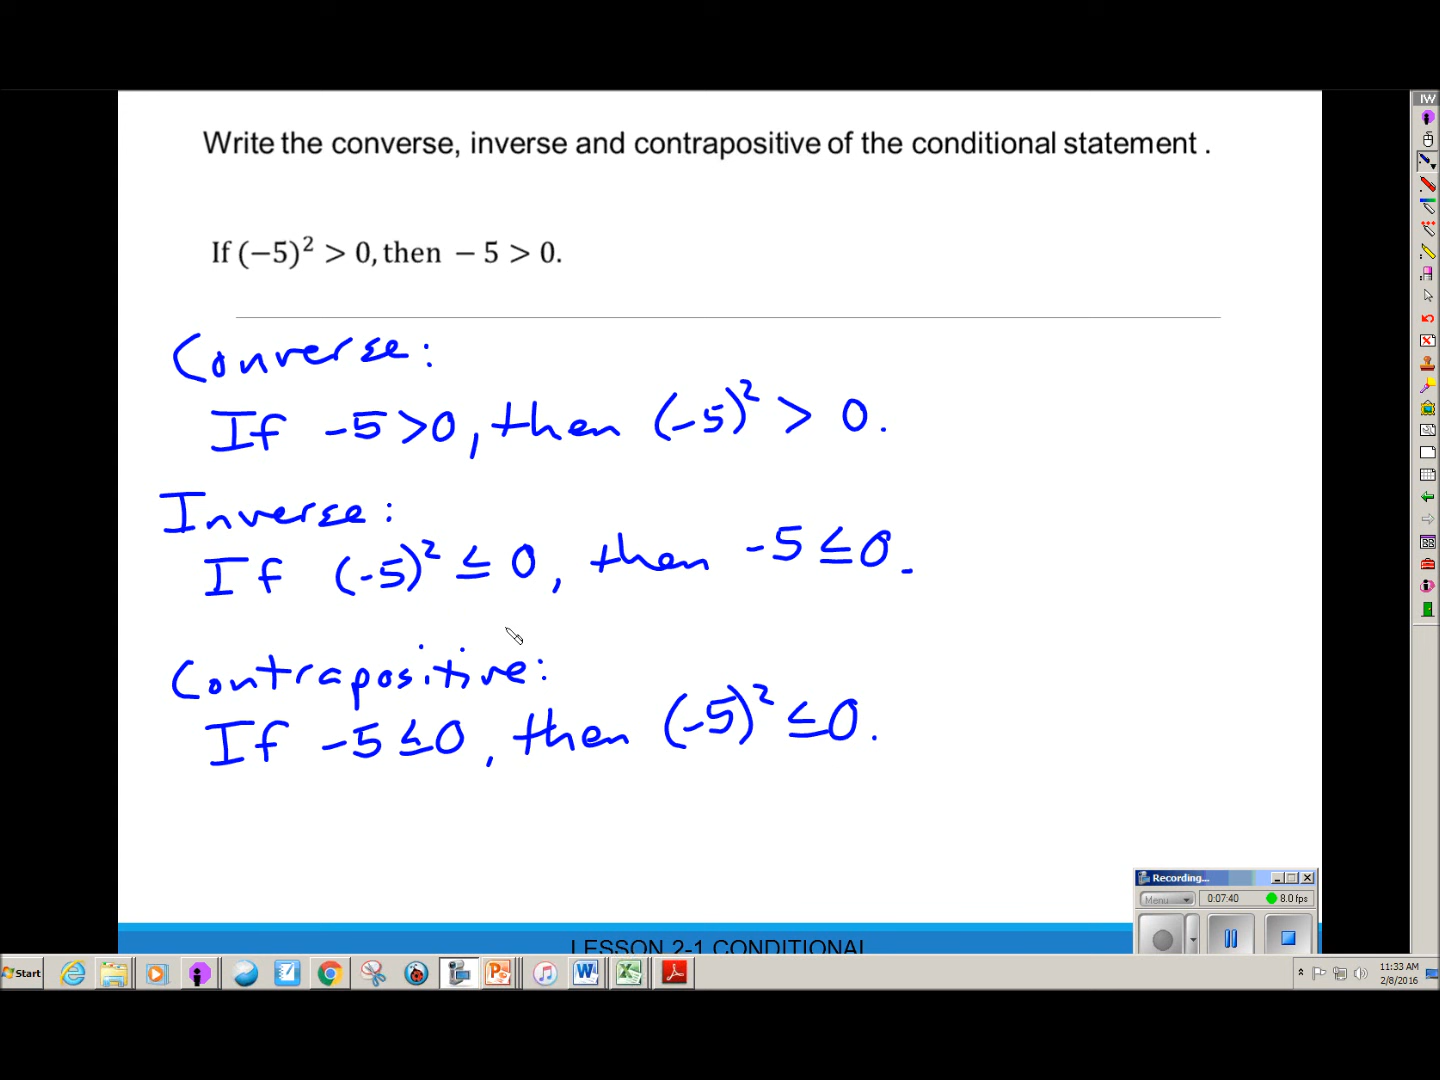 IW
Write the converse, inverse and contrapositive of the conditional statement .
If (−5)² > 0, then − 5 > 0.
Converse:
If -5 > 0, then (-5)² > 0.
Inverse:
If (-5)² ≤ 0, then -5 ≤ 0.
Contrapositive:
If -5 ≤ 0, then (-5)² ≤ 0.
Recording...
Menu 0:07:40 8.0 fps
LESSON 2-1 CONDITIONAL
Start
11:33 AM
2/8/2016